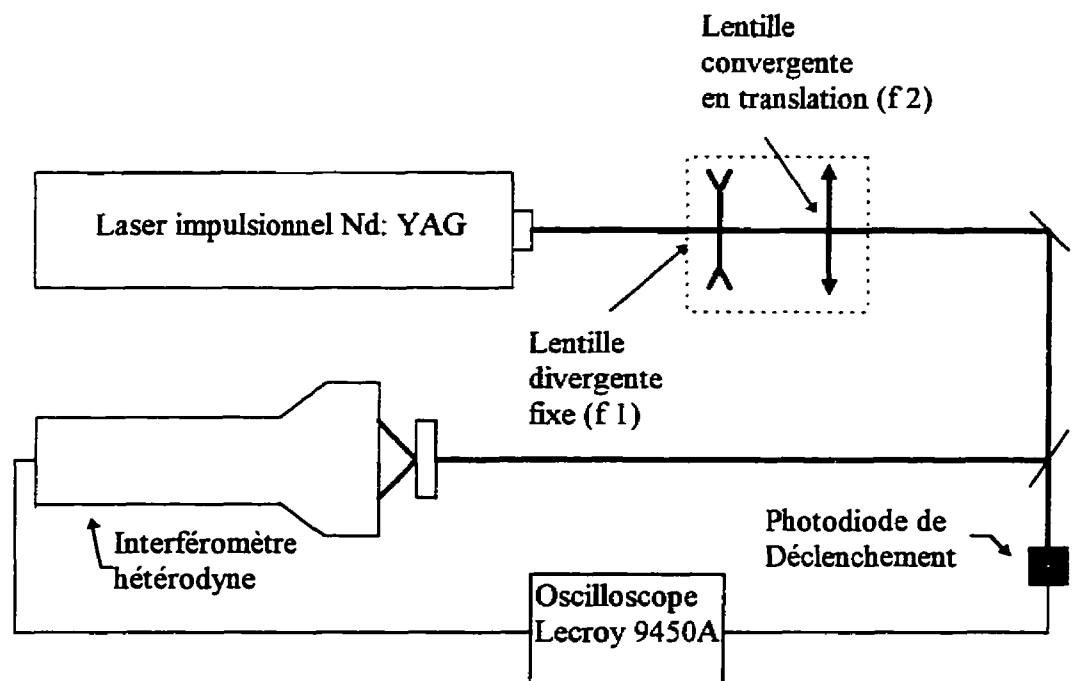 Lentille
convergente
en translation (f 2)
Laser impulsionnel Nd: YAG
Lentille
divergente
fixe (f 1)
Interféromètre
hétérodyne
Photodiode de
Déclenchement
Oscilloscope
Lecroy 9450A